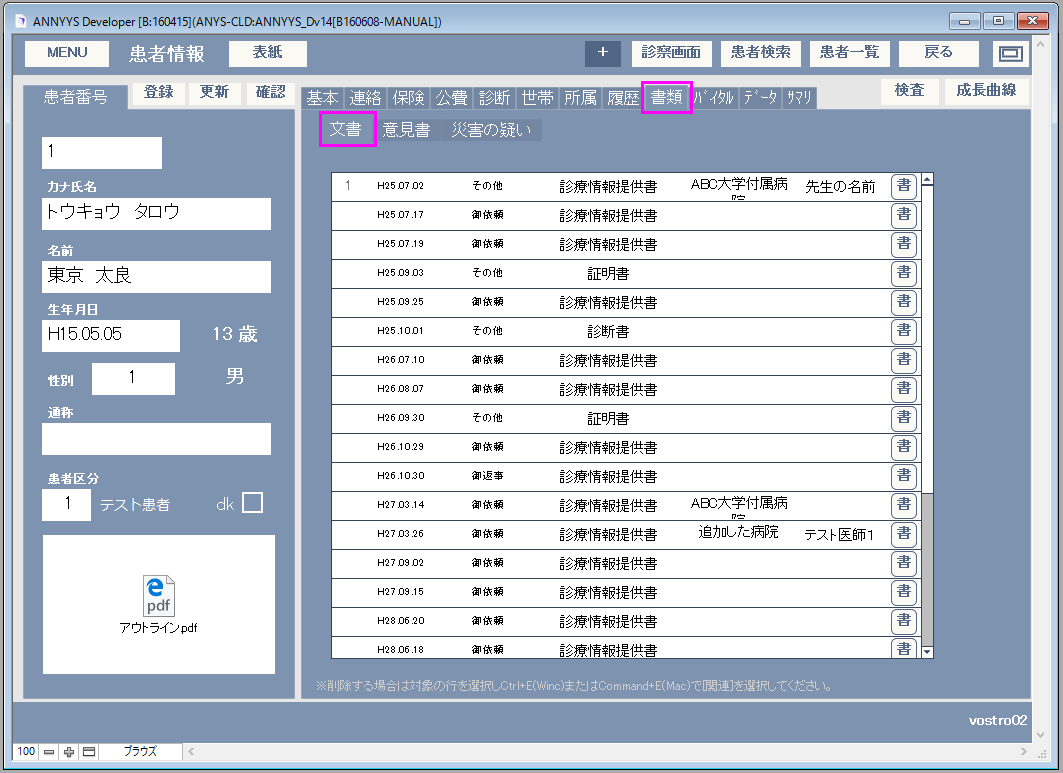 ANNYYS Developer [B:160415](ANYS-CLD:ANNYYS_Dv14[B160608-MANUAL])
MENU 患者情報 表紙 + 診察画面 患者検索 患者一覧 戻る
患者番号 登録 更新 確認 基本 連絡 保険 公費 診断 世帯 所属 履歴 書類 バイタル データ サマリ 検査 成長曲線
文書 意見書 災害の疑い
1
カナ氏名
トウキョウ タロウ
名前
東京 太良
生年月日
H15.05.05 13 歳
性別 1 男
通称
患者区分
1 テスト患者 dk
pdf
アウトライン.pdf
1 H25.07.02 その他 診療情報提供書 ABC大学付属病院 先生の名前 書
H25.07.17 御依頼 診療情報提供書 書
H25.07.19 御依頼 診療情報提供書 書
H25.09.03 その他 証明書 書
H25.09.25 御依頼 診療情報提供書 書
H25.10.01 その他 診断書 書
H26.07.10 御依頼 診療情報提供書 書
H26.08.07 御依頼 診療情報提供書 書
H26.09.30 その他 証明書 書
H26.10.29 御依頼 診療情報提供書 書
H26.10.30 御返事 診療情報提供書 書
H27.03.14 御依頼 診療情報提供書 ABC大学付属病院 書
H27.03.26 御依頼 診療情報提供書 追加した病院 テスト医師1 書
H27.09.02 御依頼 診療情報提供書 書
H27.09.15 御依頼 診療情報提供書 書
H28.06.20 御依頼 診療情報提供書 書
H28.06.18 御依頼 診療情報提供書 書
※削除する場合は対象の行を選択しCtrl+E(Winc)またはCommand+E(Mac)で[関連]を選択してください。
vostro02
100 ブラウズ